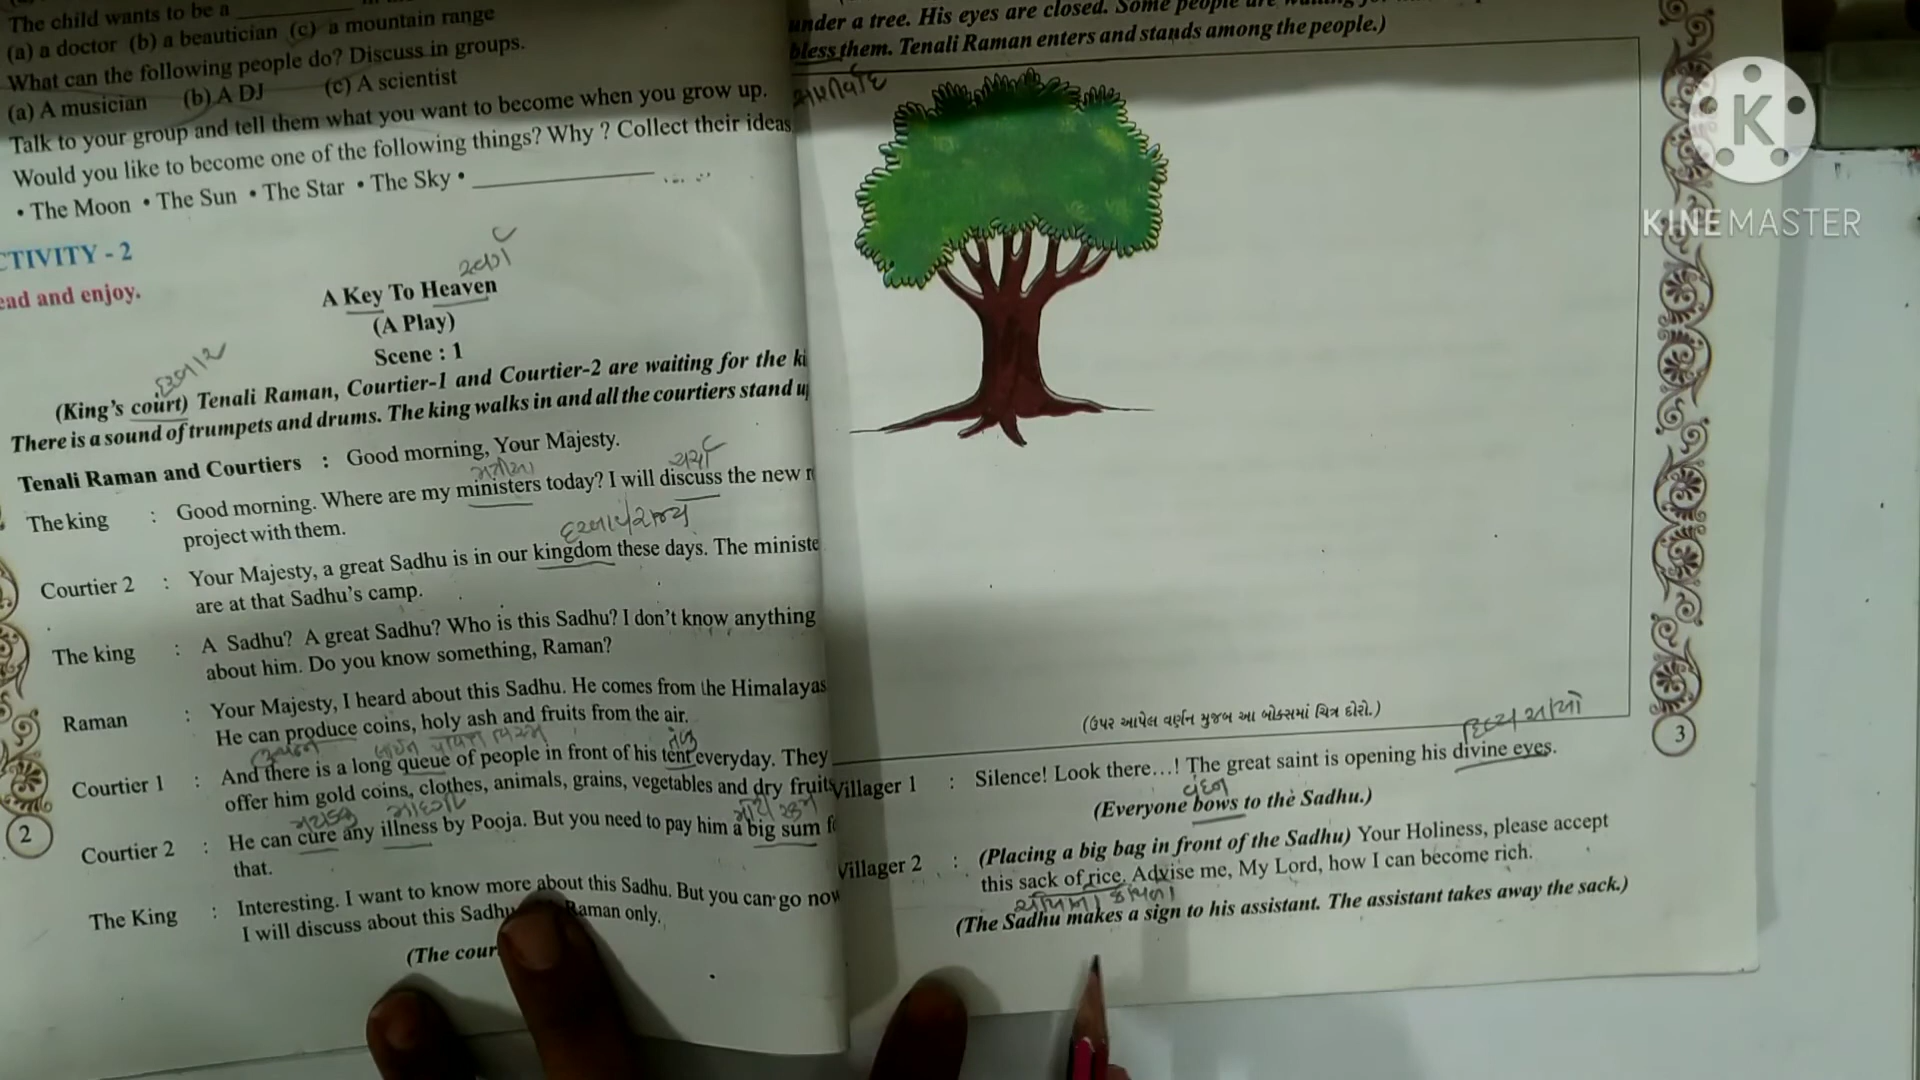 The child wants to be a
(a) a doctor (b) a beautician (c) a mountain range
What can the following people do? Discuss in groups.
(a) A musician (b) A DJ (c) A scientist
Talk to your group and tell them what you want to become when you grow up.
Would you like to become one of the following things? Why ? Collect their ideas
• The Moon • The Sun • The Star • The Sky •
CTIVITY - 2
ead and enjoy.
સ્વર્ગ
A Key To Heaven
(A Play)
Scene : 1
દરબાર
(King's court) Tenali Raman, Courtier-1 and Courtier-2 are waiting for the ki
There is a sound of trumpets and drums. The king walks in and all the courtiers stand u
Tenali Raman and Courtiers : Good morning, Your Majesty.
ચર્ચા
The king : Good morning. Where are my ministers today? I will discuss the new
project with them.
Courtier 2 : Your Majesty, a great Sadhu is in our kingdom these days. The ministe
are at that Sadhu's camp.
The king : A Sadhu? A great Sadhu? Who is this Sadhu? I don't know anything
about him. Do you know something, Raman?
Raman : Your Majesty, I heard about this Sadhu. He comes from the Himalayas
He can produce coins, holy ash and fruits from the air.
Courtier 1 : And there is a long queue of people in front of his tent everyday. They
offer him gold coins, clothes, animals, grains, vegetables and dry fruits
Courtier 2 : He can cure any illness by Pooja. But you need to pay him a big sum f
that.
The King : Interesting. I want to know more about this Sadhu. But you can go now
I will discuss about this Sadhu Raman only.
(The cour
2
under a tree. His eyes are closed. Some people are
bless them. Tenali Raman enters and stands among the people.)
(ઉપર આપેલ વર્ણન મુજબ આ બોક્સમાં ચિત્ર દોરો.)
3
Villager 1 : Silence! Look there...! The great saint is opening his divine eyes.
વંદન
(Everyone bows to the Sadhu.)
Villager 2 : (Placing a big bag in front of the Sadhu) Your Holiness, please accept
this sack of rice. Advise me, My Lord, how I can become rich.
(The Sadhu makes a sign to his assistant. The assistant takes away the sack.)
K
KINEMASTER